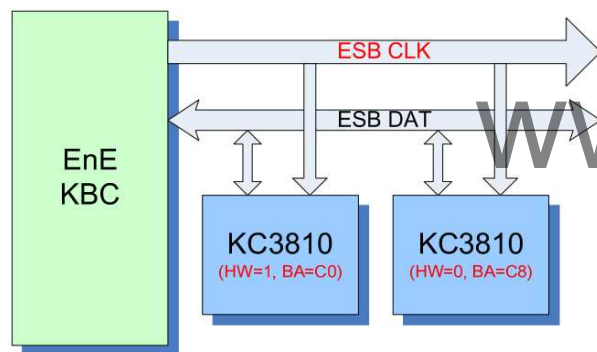 ESB CLK
ESB DAT
EnE
KBC
KC3810
(HW=1, BA=C0)
KC3810
(HW=0, BA=C8)